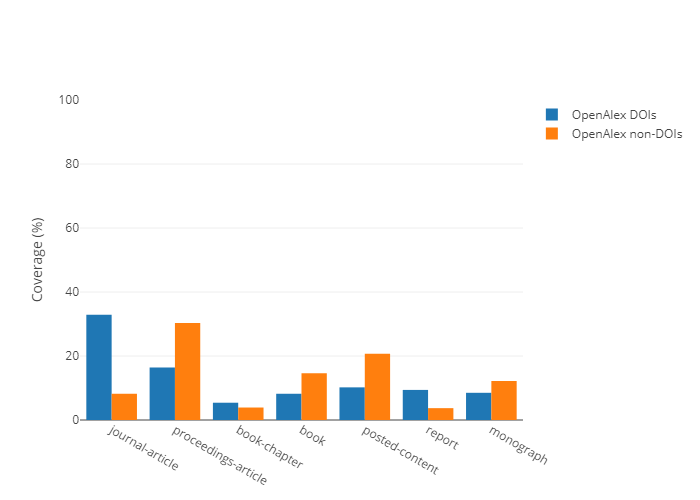 100
80
60
40
20
0
Coverage (%)
journal-article
proceedings-article
book-chapter
book
posted-content
report
monograph
OpenAlex DOIs
OpenAlex non-DOIs